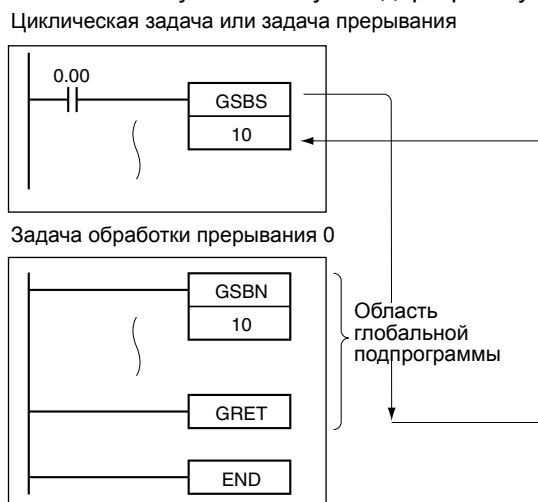 Циклическая задача или задача прерывания
0.00
GSBS
10
Задача обработки прерывания 0
GSBN
10
Область
глобальной
подпрограммы
GRET
END